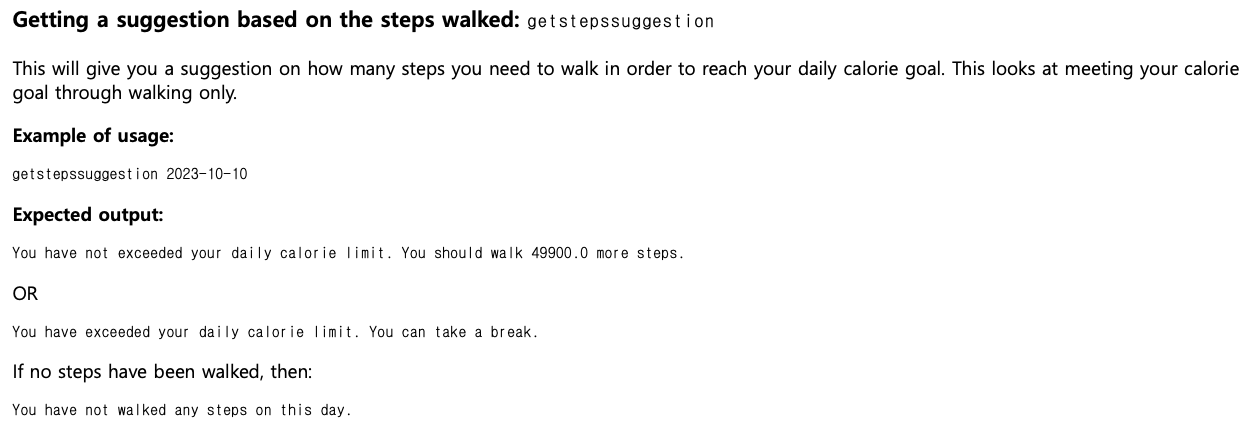 Getting a suggestion based on the steps walked: getstepssuggestion
This will give you a suggestion on how many steps you need to walk in order to reach your daily calorie goal. This looks at meeting your calorie
goal through walking only.
Example of usage:
getstepssuggestion 2023-10-10
Expected output:
You have not exceeded your daily calorie limit. You should walk 49900.0 more steps.
OR
You have exceeded your daily calorie limit. You can take a break.
If no steps have been walked, then:
You have not walked any steps on this day.